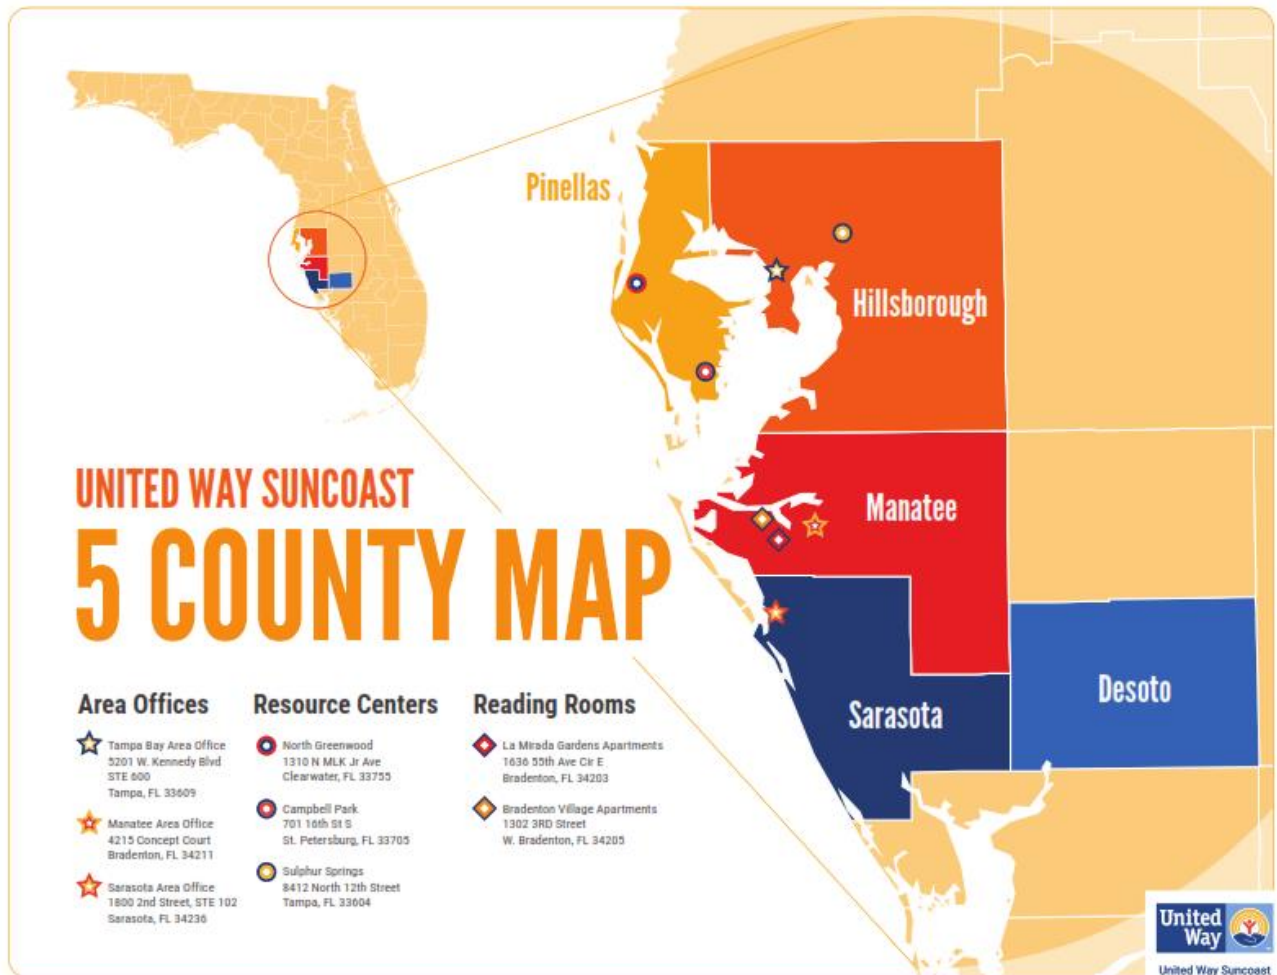 Pinellas
Hillsborough
UNITED WAY SUNCOAST
5 COUNTY MAP
Manatee
Sarasota
Desoto
Area Offices
Tampa Bay Area Office
5201 W. Kennedy Blvd
STE 600
Tampa, FL 33609
Manatee Area Office
4215 Concept Court
Bradenton, FL 34211
Sarasota Area Office
1800 2nd Street, STE 102
Sarasota, FL 34236
Resource Centers
North Greenwood
1310 N MLK Jr Ave
Clearwater, FL 33755
Campbell Park
701 16th St S
St. Petersburg, FL 33705
Sulphur Springs
8412 North 12th Street
Tampa, FL 33604
Reading Rooms
La Mirada Gardens Apartments
1636 55th Ave Cir E
Bradenton, FL 34203
Bradenton Village Apartments
1302 3RD Street
W. Bradenton, FL 34205
United
Way
United Way Suncoast